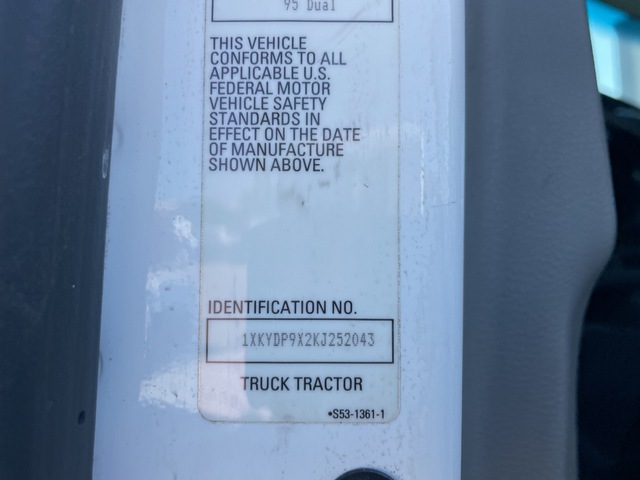 95 Dual
THIS VEHICLE
CONFORMS TO ALL
APPLICABLE U.S.
FEDERAL MOTOR
VEHICLE SAFETY
STANDARDS IN
EFFECT ON THE DATE
OF MANUFACTURE
SHOWN ABOVE.
IDENTIFICATION NO.
1XKYDP9X2KJ252043
TRUCK TRACTOR
•S53-1361-1